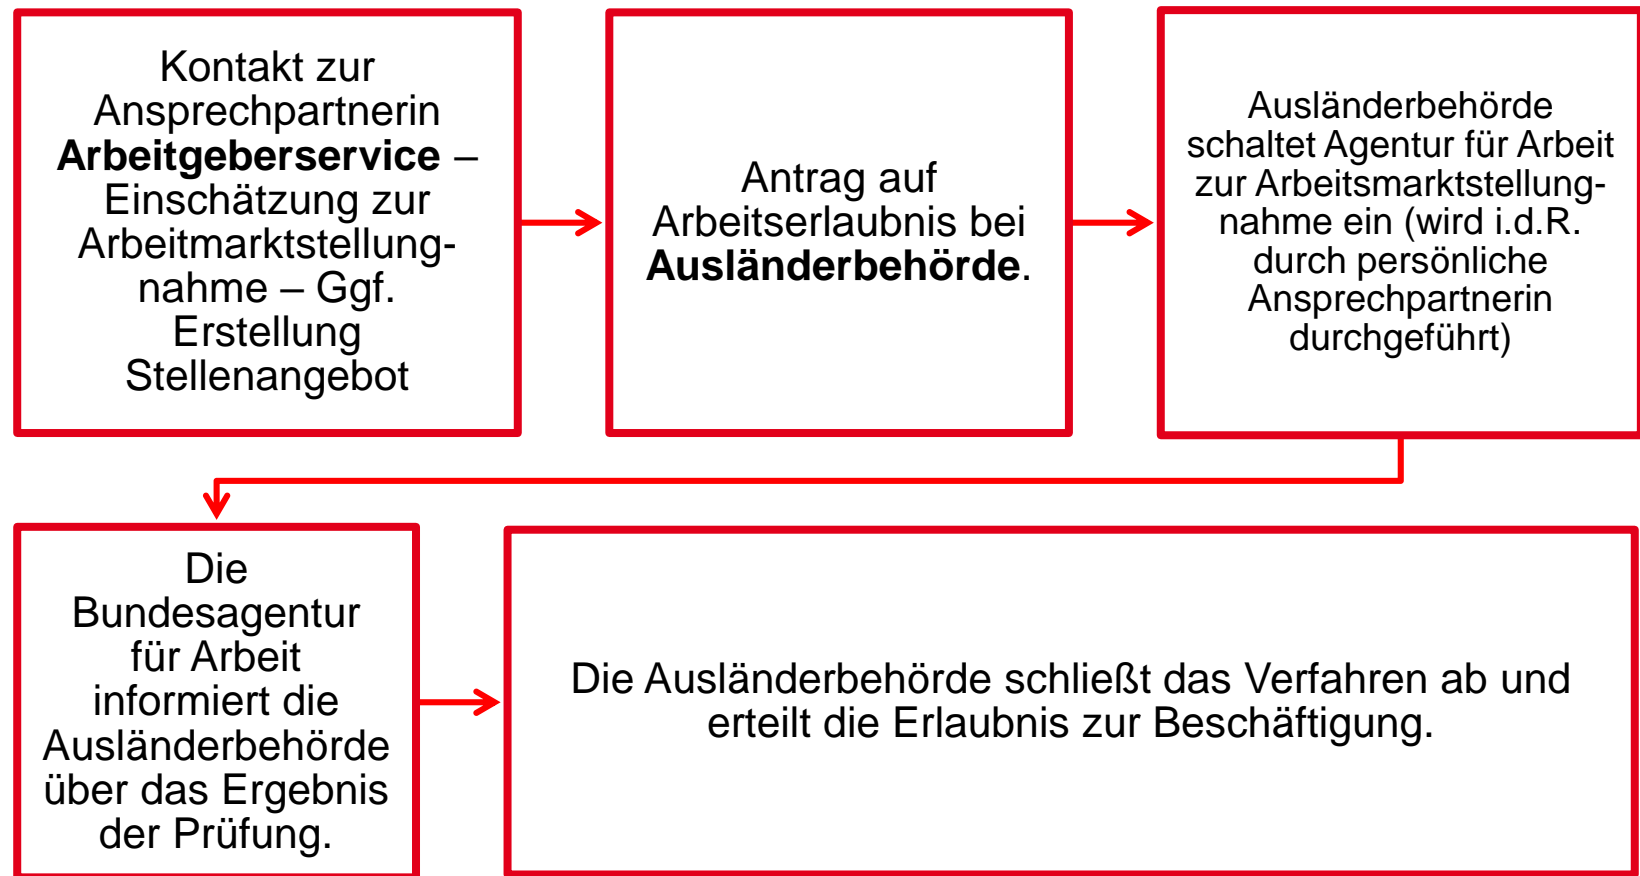 Kontakt zur
Ansprechpartnerin
Arbeitgeberservice –
Einschätzung zur
Arbeitmarktstellung-
nahme – Ggf.
Erstellung
Stellenangebot
Antrag auf
Arbeitserlaubnis bei
Ausländerbehörde.
Ausländerbehörde
schaltet Agentur für Arbeit
zur Arbeitsmarktstellung-
nahme ein (wird i.d.R.
durch persönliche
Ansprechpartnerin
durchgeführt)
Die
Bundesagentur
für Arbeit
informiert die
Ausländerbehörde
über das Ergebnis
der Prüfung.
Die Ausländerbehörde schließt das Verfahren ab und
erteilt die Erlaubnis zur Beschäftigung.